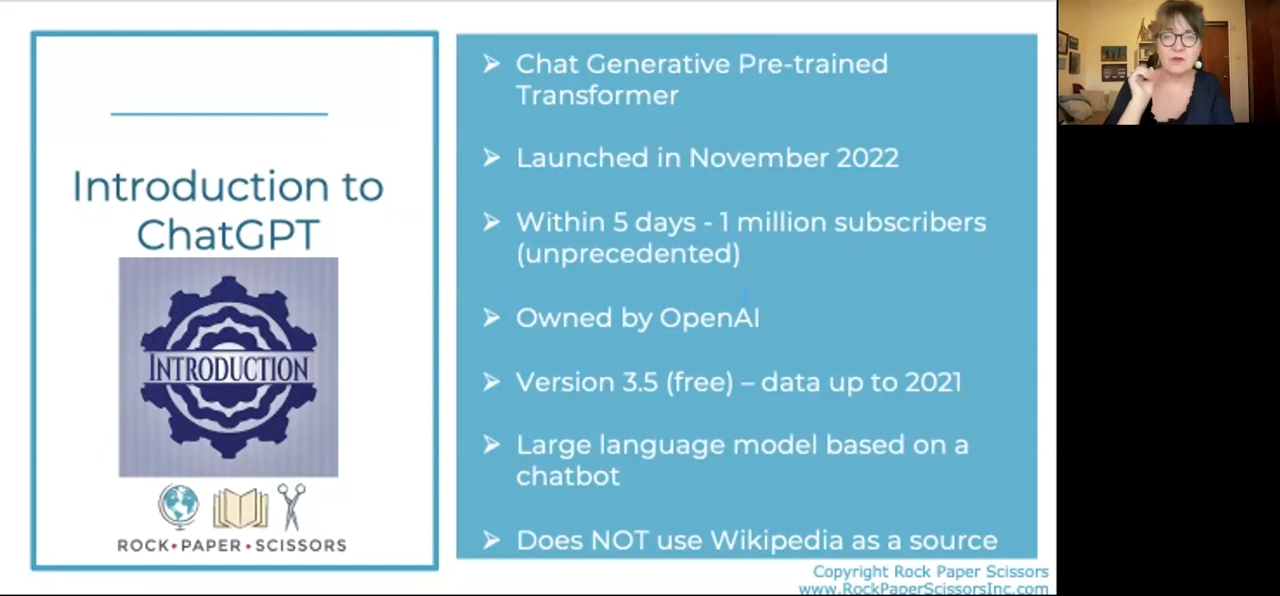 Introduction to
ChatGPT
INTRODUCTION
ROCK•PAPER•SCISSORS
➢ Chat Generative Pre-trained
Transformer
➢ Launched in November 2022
➢ Within 5 days - 1 million subscribers
(unprecedented)
➢ Owned by OpenAI
➢ Version 3.5 (free) – data up to 2021
➢ Large language model based on a
chatbot
➢ Does NOT use Wikipedia as a source
Copyright Rock Paper Scissors
www.RockPaperScissorsInc.com